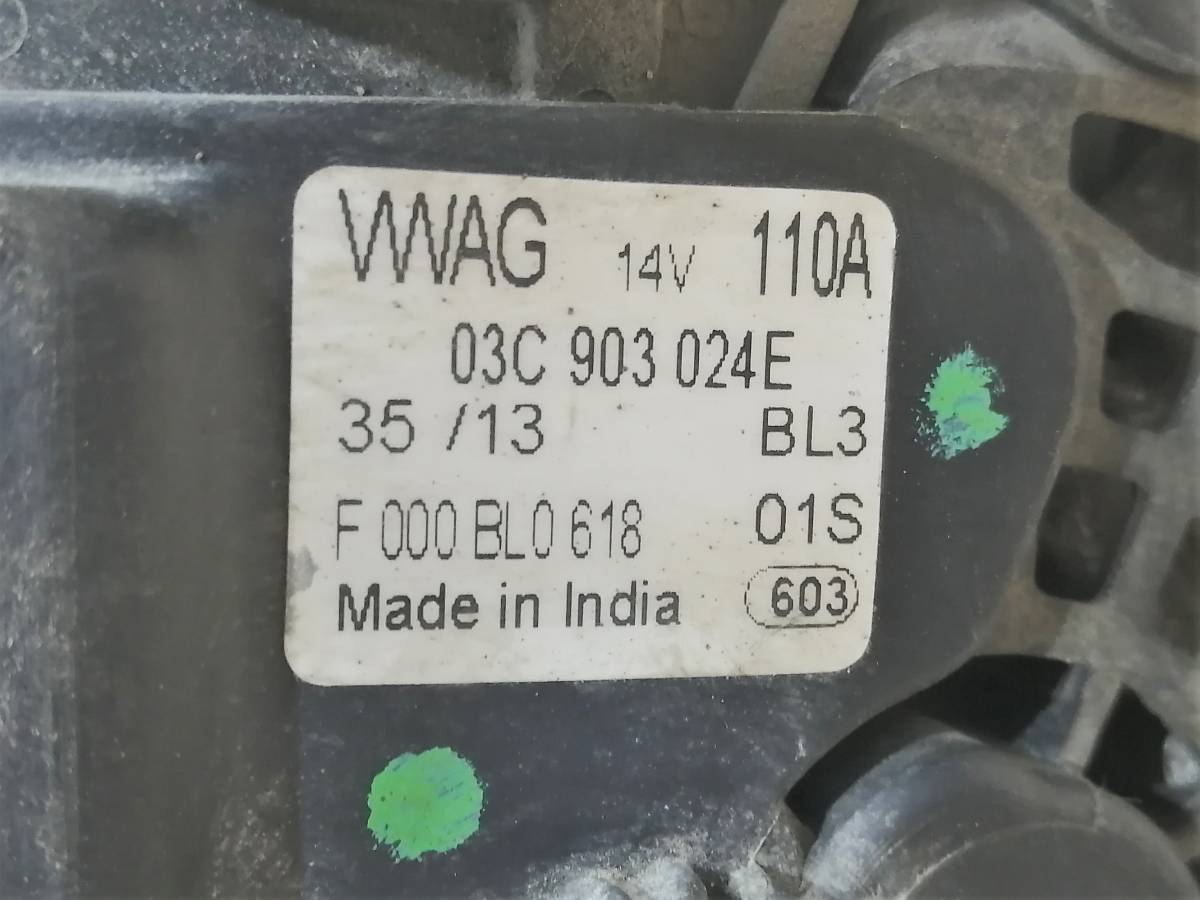 VWAG 14V 110A
03C 903 024E
35 /13 BL3
F 000 BL0 618 01S
Made in India 603